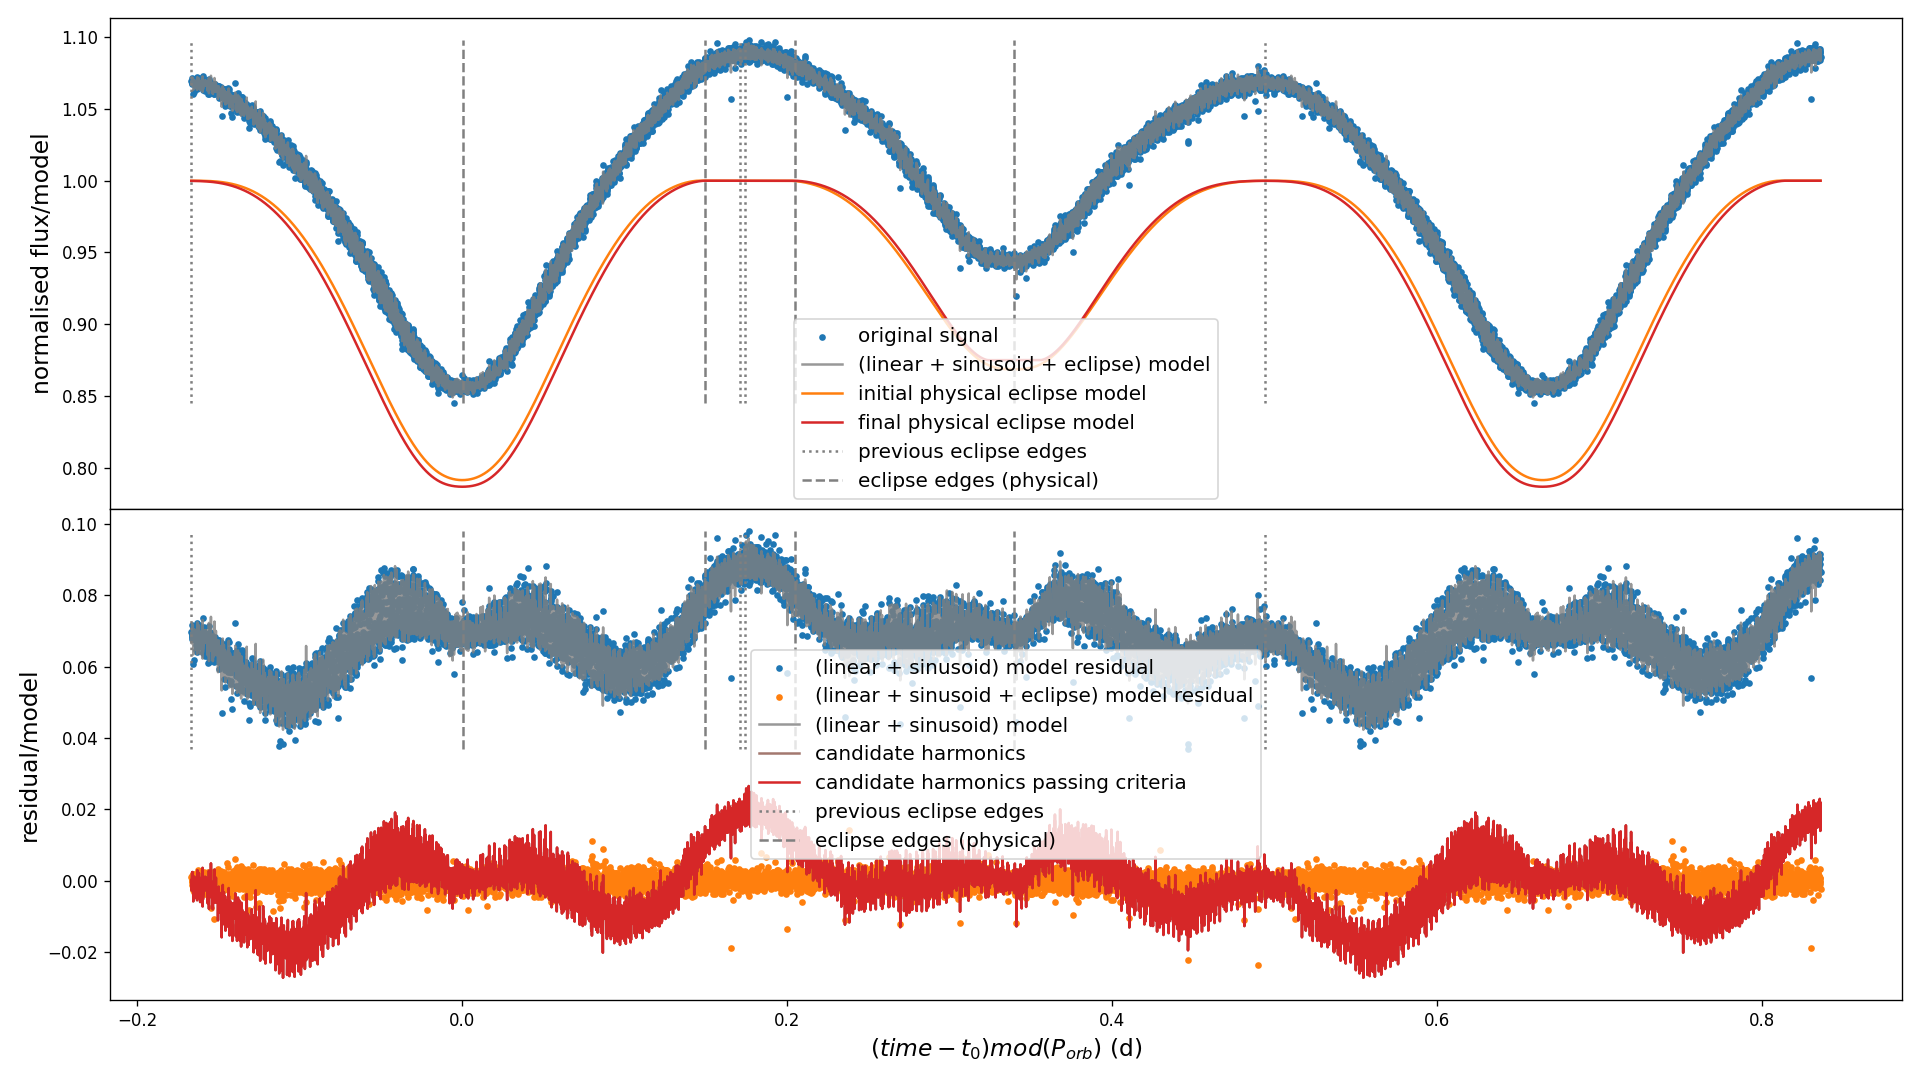 normalised flux/model
1.10
1.05
1.00
0.95
0.90
0.85
0.80
original signal
(linear + sinusoid + eclipse) model
initial physical eclipse model
final physical eclipse model
previous eclipse edges
eclipse edges (physical)
residual/model
0.10
0.08
0.06
0.04
0.02
0.00
−0.02
(linear + sinusoid) model residual
(linear + sinusoid + eclipse) model residual
(linear + sinusoid) model
candidate harmonics
candidate harmonics passing criteria
previous eclipse edges
eclipse edges (physical)
−0.2 0.0 0.2 0.4 0.6 0.8
(time − t₀)mod(Pₒᵣᵦ) (d)